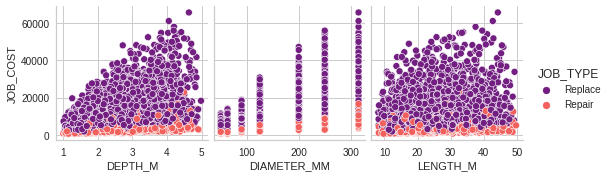 60000
40000
20000
0
JOB_COST
1 2 3 4 5
DEPTH_M
100 200 300
DIAMETER_MM
10 20 30 40 50
LENGTH_M
JOB_TYPE
Replace
Repair